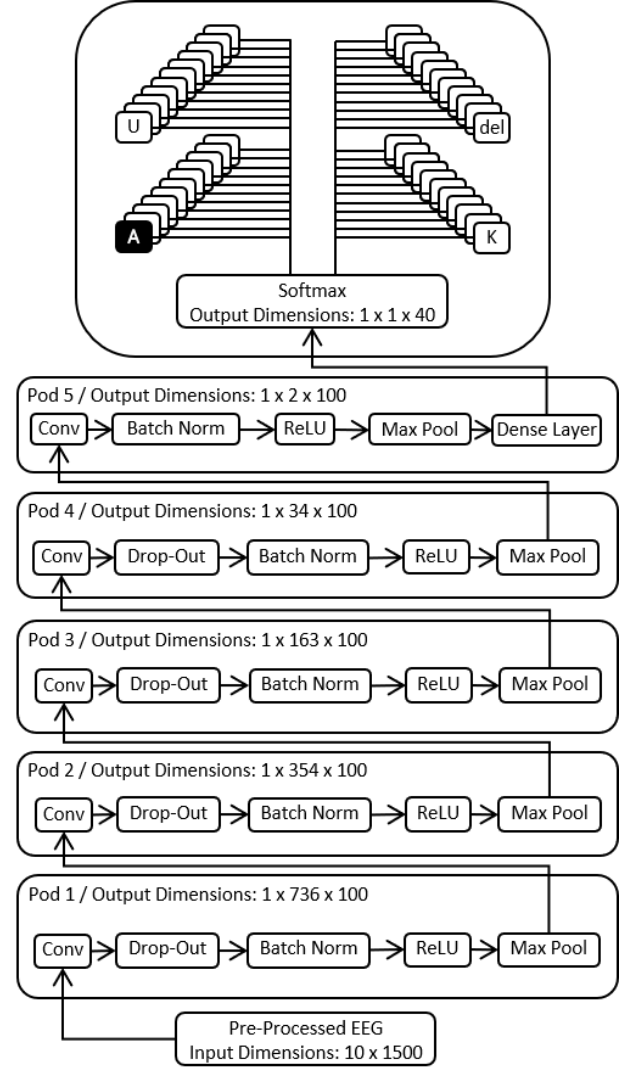 U
del
A
K
Softmax
Output Dimensions: 1 x 1 x 40
Pod 5 / Output Dimensions: 1 x 2 x 100
Conv Batch Norm ReLU Max Pool Dense Layer
Pod 4 / Output Dimensions: 1 x 34 x 100
Conv Drop-Out Batch Norm ReLU Max Pool
Pod 3 / Output Dimensions: 1 x 163 x 100
Conv Drop-Out Batch Norm ReLU Max Pool
Pod 2 / Output Dimensions: 1 x 354 x 100
Conv Drop-Out Batch Norm ReLU Max Pool
Pod 1 / Output Dimensions: 1 x 736 x 100
Conv Drop-Out Batch Norm ReLU Max Pool
Pre-Processed EEG
Input Dimensions: 10 x 1500